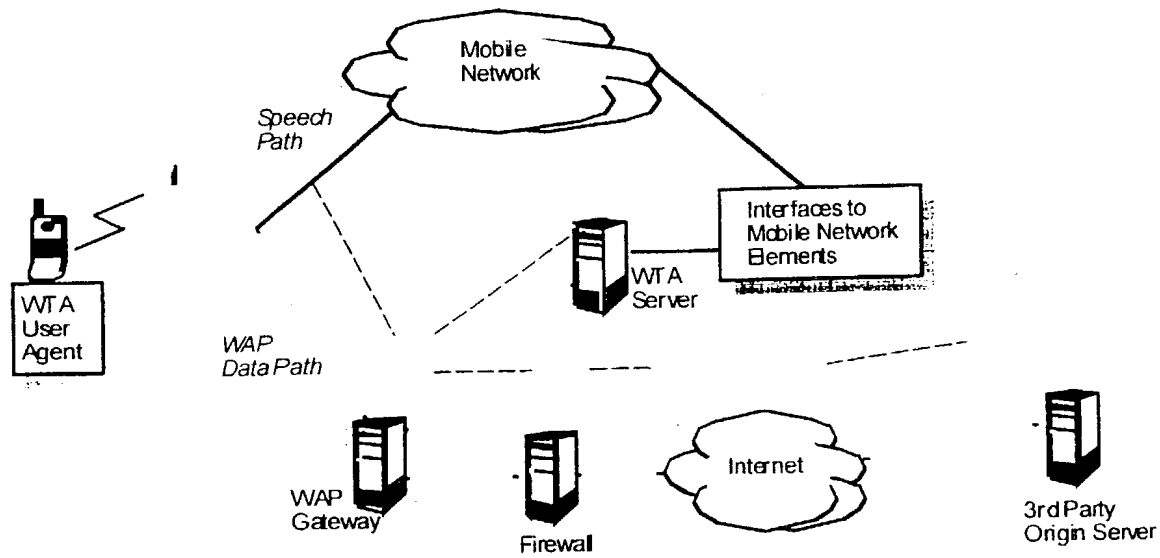 Mobile
Network
Speech
Path
Interfaces to
Mobile Network
Elements
WTA
Server
WTA
User
Agent
WAP
Data Path
WAP
Gateway
Firewall
Internet
3rd Party
Origin Server